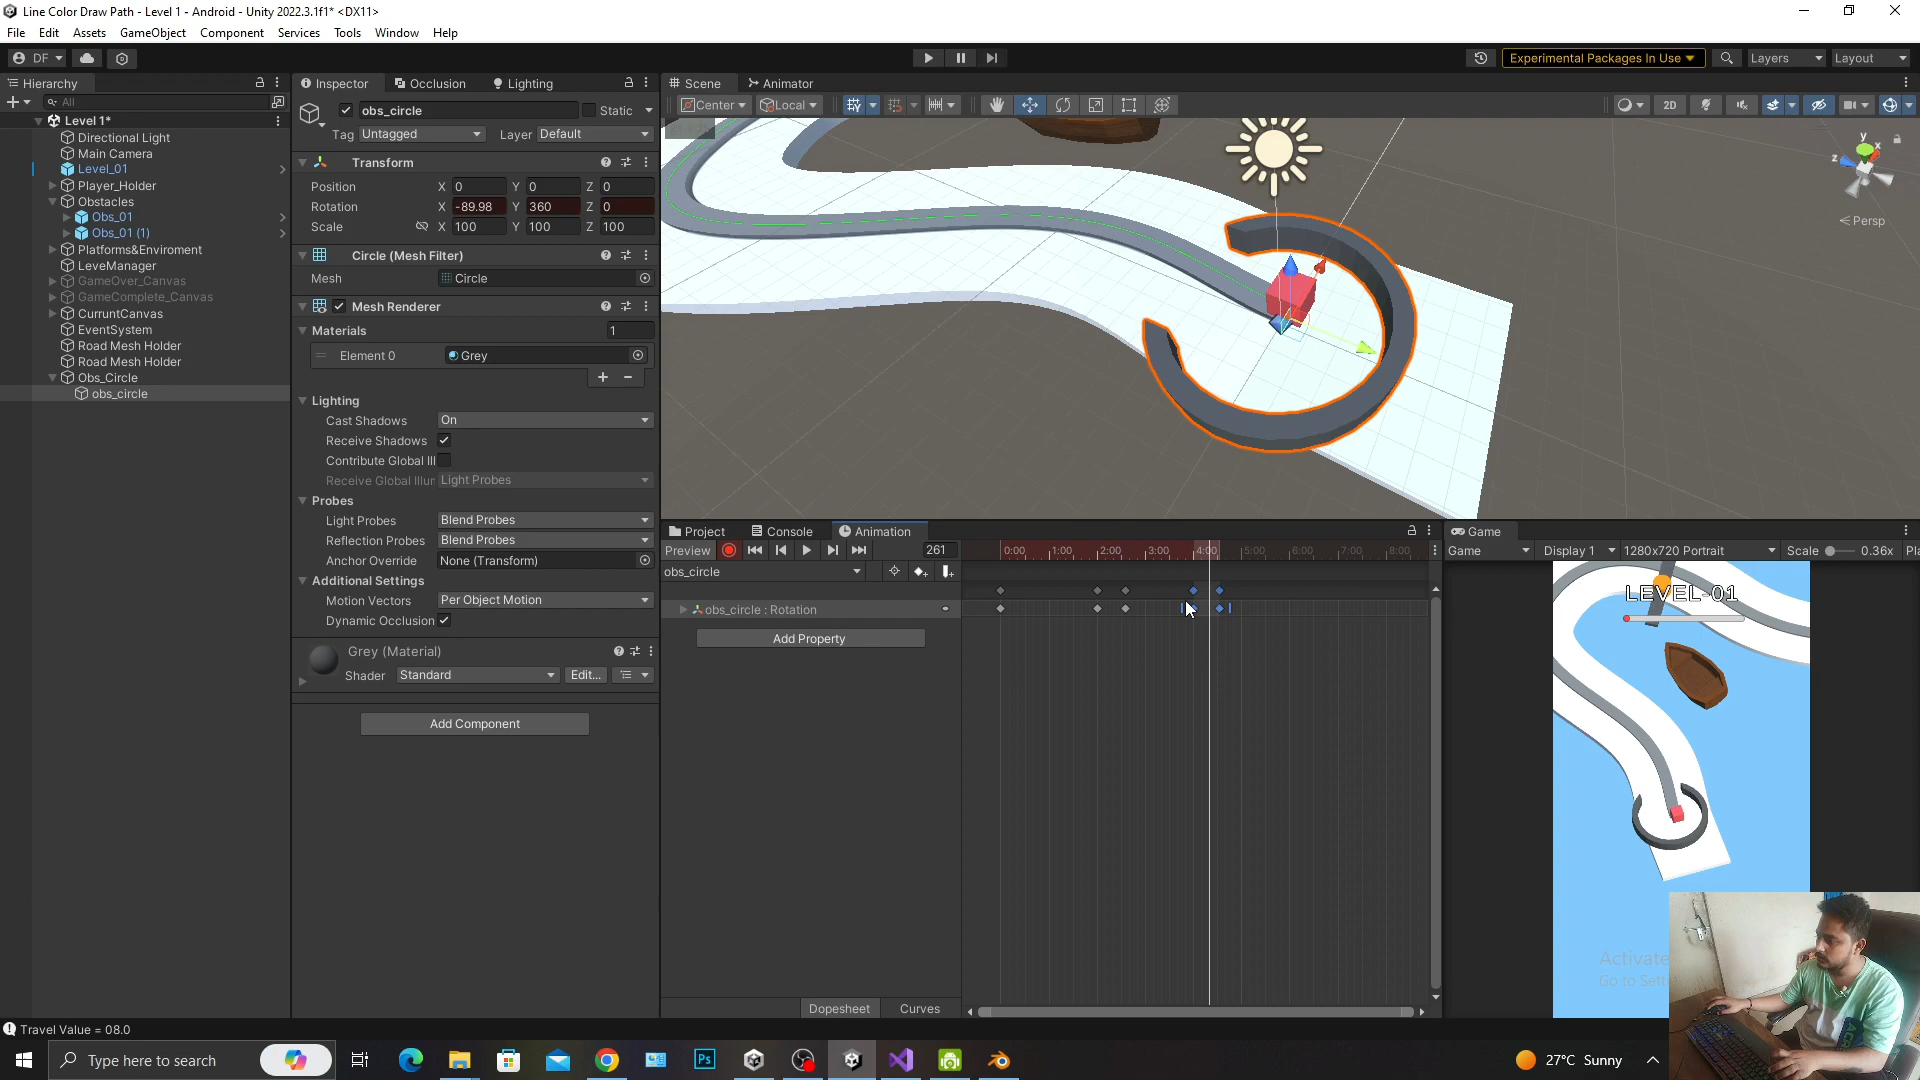 Line Color Draw Path - Level 1 - Android - Unity 2022.3.1f1* <DX11>
File Edit Assets GameObject Component Services Tools Window Help
DF
Experimental Packages In Use
Layers
Layout
Hierarchy
All
Level 1*
Directional Light
Main Camera
Level_01
Player_Holder
Obstacles
Obs_01
Obs_01 (1)
Platforms&Enviroment
LeveManager
GameOver_Canvas
GameComplete_Canvas
CurruntCanvas
EventSystem
Road Mesh Holder
Road Mesh Holder
Obs_Circle
obs_circle
Inspector Occlusion Lighting
obs_circle
Static
Tag Untagged Layer Default
Transform
Position X 0 Y 0 Z 0
Rotation X -89.98 Y 360 Z 0
Scale X 100 Y 100 Z 100
Circle (Mesh Filter)
Mesh Circle
Mesh Renderer
Materials 1
Element 0 Grey
Lighting
Cast Shadows On
Receive Shadows
Contribute Global Ill
Receive Global Illur Light Probes
Probes
Light Probes Blend Probes
Reflection Probes Blend Probes
Anchor Override None (Transform)
Additional Settings
Motion Vectors Per Object Motion
Dynamic Occlusion
Grey (Material)
Shader Standard Edit...
Add Component
Scene Animator
Center Local
2D
y x z
Persp
Project Console Animation
Preview 261
0:00 1:00 2:00 3:00 4:00 5:00 6:00 7:00 8:00
obs_circle
obs_circle : Rotation
Add Property
Dopesheet Curves
Game
Game Display 1 1280x720 Portrait Scale 0.36x Pla
LEVEL-01
Activate
Go to Sett
Travel Value = 08.0
Type here to search
Ps
27°C Sunny